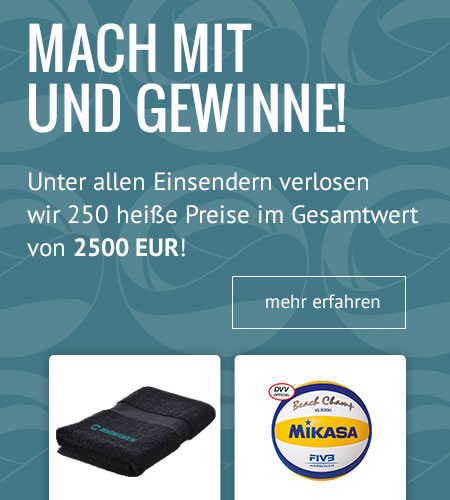 MACH MIT
UND GEWINNE!
Unter allen Einsendern verlosen
wir 250 heiße Preise im Gesamtwert
von 2500 EUR!
mehr erfahren
DVV
OFFICIAL
Beach Champ
VLS300
MIKASA
FIVB
APPROVED